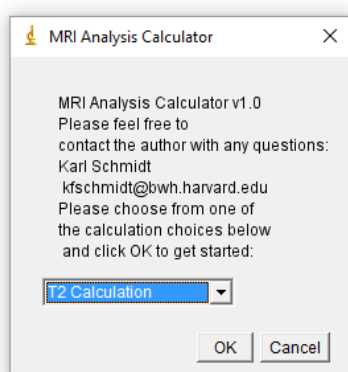 MRI Analysis Calculator
MRI Analysis Calculator v1.0
Please feel free to
contact the author with any questions:
Karl Schmidt
kfschmidt@bwh.harvard.edu
Please choose from one of
the calculation choices below
and click OK to get started:
T2 Calculation
OK Cancel